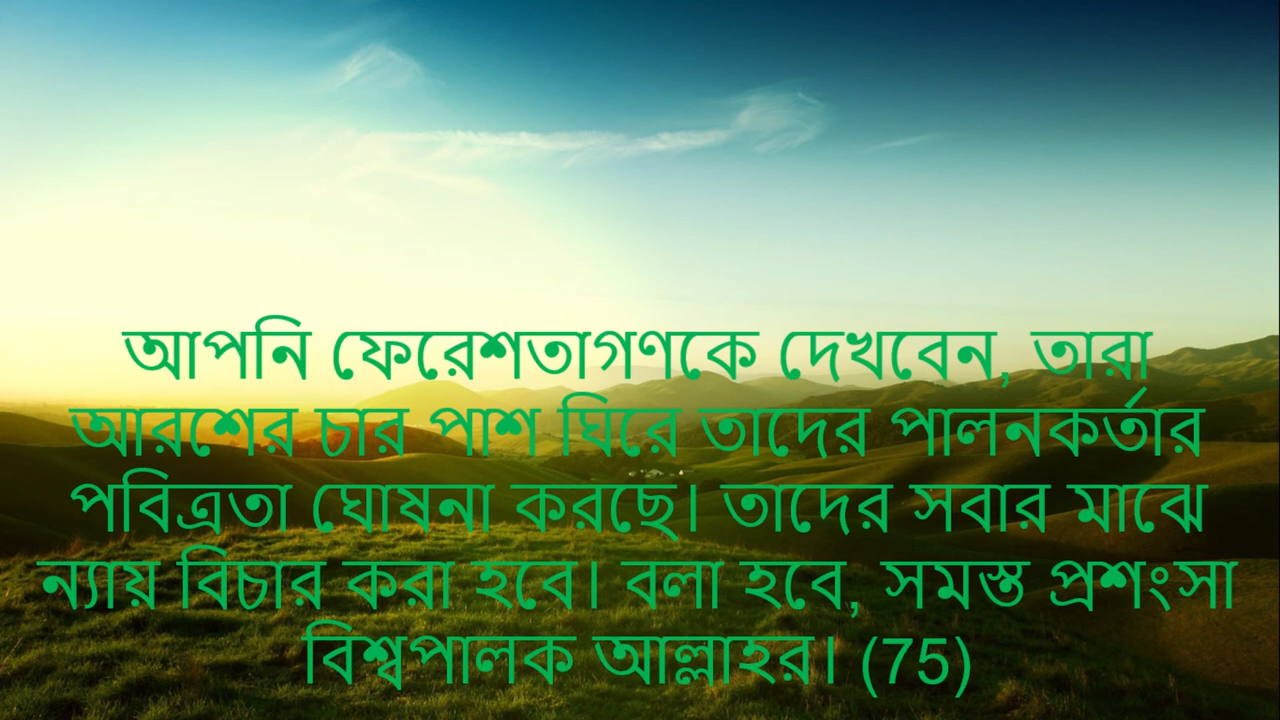 আপনি ফেরেশতাগণকে দেখবেন, তারা
আরশের চার পাশ ঘিরে তাদের পালনকর্তার
পবিত্রতা ঘোষনা করছে। তাদের সবার মাঝে
ন্যায় বিচার করা হবে। বলা হবে, সমস্ত প্রশংসা
বিশ্বপালক আল্লাহর। (75)